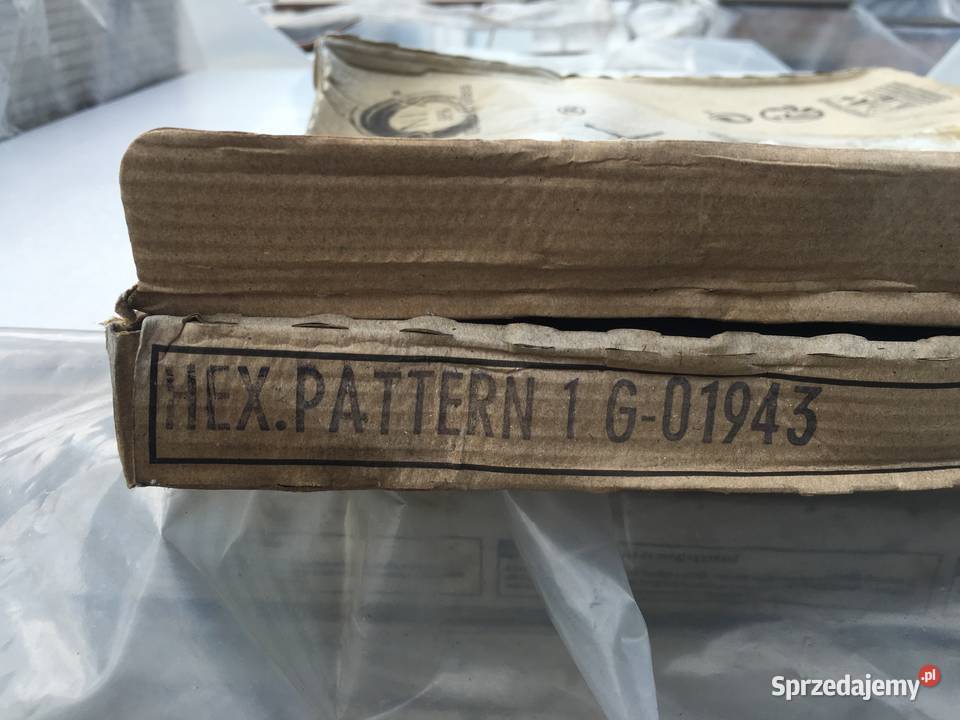 ®
HEX.PATTERN 1 G-01943
Sprzedajemy.pl